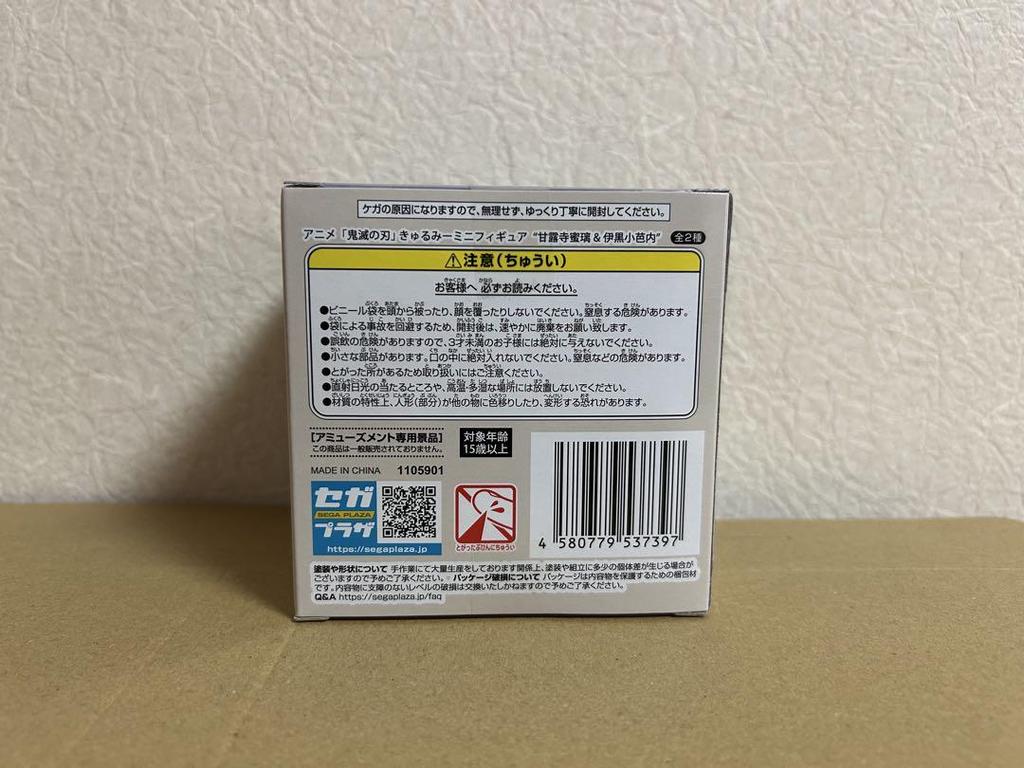 ケガの原因になりますので、無理せず、ゆっくり丁寧に開封してください。
アニメ「鬼滅の刃」きゅるみーミニフィギュア "甘露寺蜜璃 & 伊黒小芭内" 全2種
⚠注意(ちゅうい)
お客様へ 必ずお読みください。
●ビニール袋を頭から被ったり、顔を覆ったりしないでください。窒息する危険があります。
●袋による事故を回避するため、開封後は、速やかに廃棄をお願い致します。
●誤飲の危険がありますので、3才未満のお子様には絶対に与えないでください。
●小さな部品があります。口の中に絶対入れないでください。窒息などの危険があります。
●とがった所があるため取り扱いにはご注意ください。
●直射日光の当たるところや、高温・多湿な場所には放置しないでください。
●材質の特性上、人形(部分)が他の物に色移りしたり、変形する恐れがあります。
[アミューズメント専用景品]
この商品は一般販売されておりません。
対象年齢
15歳以上
MADE IN CHINA 1105901
セガ
SEGA PLAZA
プラザ
https://segaplaza.jp
とがったぶひんにちゅうい
4 580779 537397
塗装や形状について 手作業にて大量生産をしております関係上、塗装や組立に多少の個体差が生じる場合が
ございますので予めご了承ください。※パッケージ破損について パッケージは内容物を保護するための梱包材
です。内容物に支障のないレベルの破損は交換いたしかねますので予めご了承ください。
Q&A https://segaplaza.jp/faq